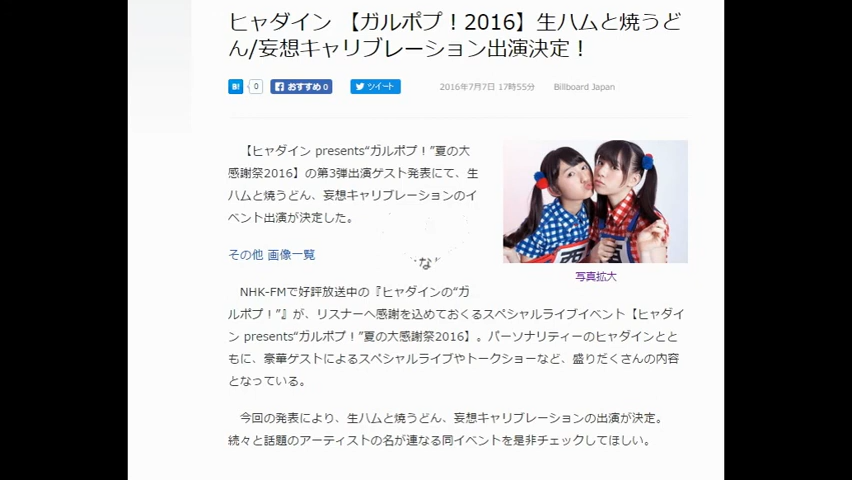 ヒャダイン 【ガルポプ！2016】生ハムと焼うど
ん/妄想キャリブレーション出演決定！
B! 0 おすすめ 0 ツイート 2016年7月7日 17時55分 Billboard Japan
【ヒャダイン presents“ガルポプ！”夏の大
感謝祭2016】の第3弾出演ゲスト発表にて、生
ハムと焼うどん、妄想キャリブレーションのイ
ベント出演が決定した。
その他 画像一覧
西
写真拡大
NHK-FMで好評放送中の『ヒャダインの“ガ
ルポプ！”』が、リスナーへ感謝を込めておくるスペシャルライブイベント【ヒャダイ
ン presents“ガルポプ！”夏の大感謝祭2016】。パーソナリティーのヒャダインとと
もに、豪華ゲストによるスペシャルライブやトークショーなど、盛りだくさんの内容
となっている。
今回の発表により、生ハムと焼うどん、妄想キャリブレーションの出演が決定。
続々と話題のアーティストの名が連なる同イベントを是非チェックしてほしい。